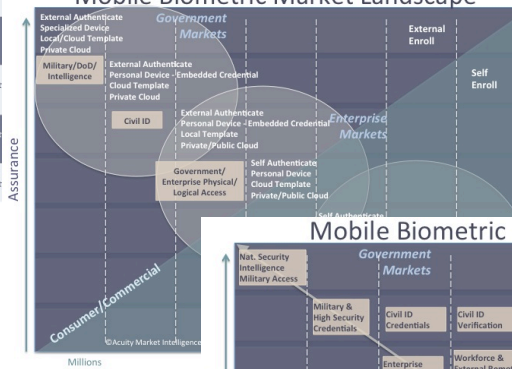 Mobile Biometric Market Landscape
External Authenticate
Specialized Device
Local/Cloud Template
Private Cloud
Government
Markets
External
Enroll
Self
Enroll
Military/DoD/
Intelligence
External Authenticate
Personal Device - Embedded Credential
Cloud Template
Private Cloud
Civil ID
External Authenticate
Personal Device - Embedded Credential
Local Template
Private/Public Cloud
Enterprise
Markets
Government/
Enterprise Physical/
Logical Access
Self Authenticate
Personal Device
Cloud Template
Private/Public Cloud
Self Authenticate
Assurance
Consumer/Commercial
©Acuity Market Intelligence
Millions
Mobile Biometric
Nat. Security
Intelligence
Military Access
Government
Markets
Military &
High Security
Credentials
Civil ID
Credentials
Civil ID
Verification
Enterprise
Workforce &